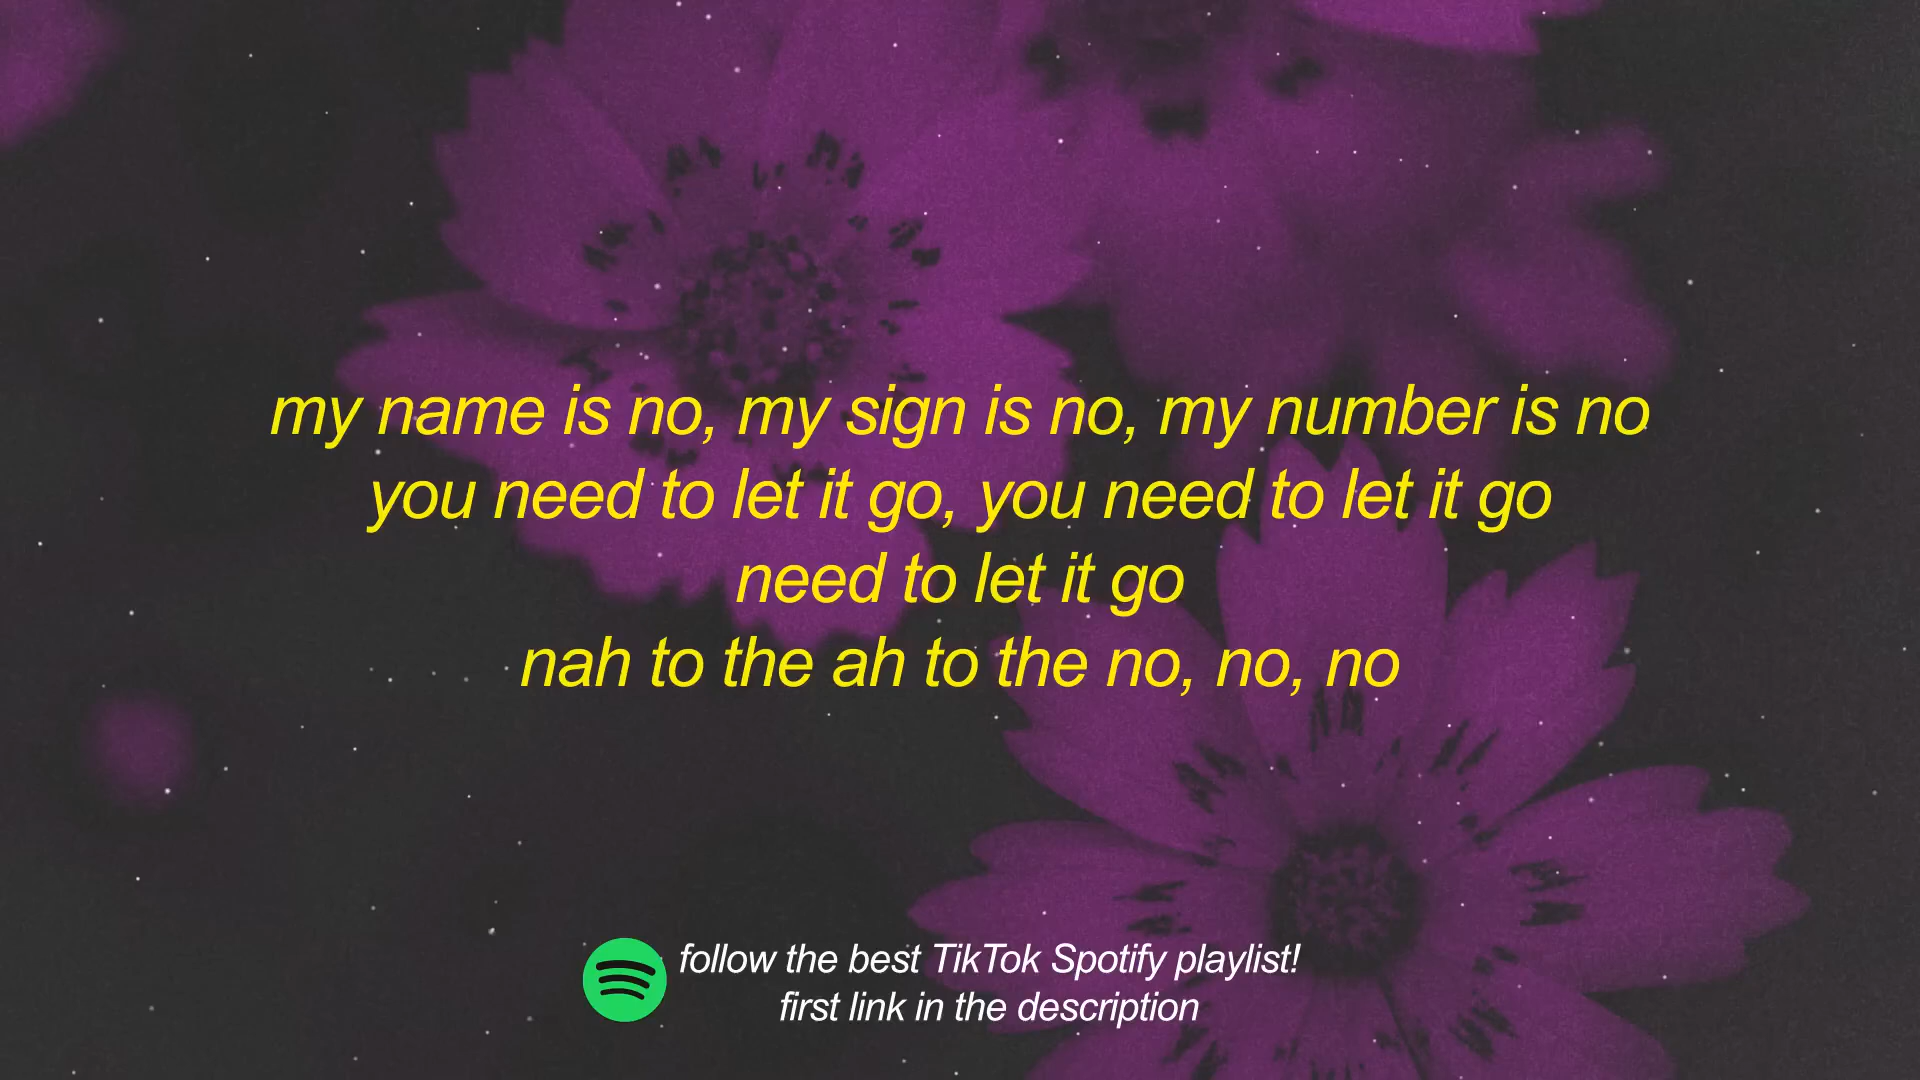 my name is no, my sign is no, my number is no
you need to let it go, you need to let it go
need to let it go
nah to the ah to the no, no, no
follow the best TikTok Spotify playlist!
first link in the description